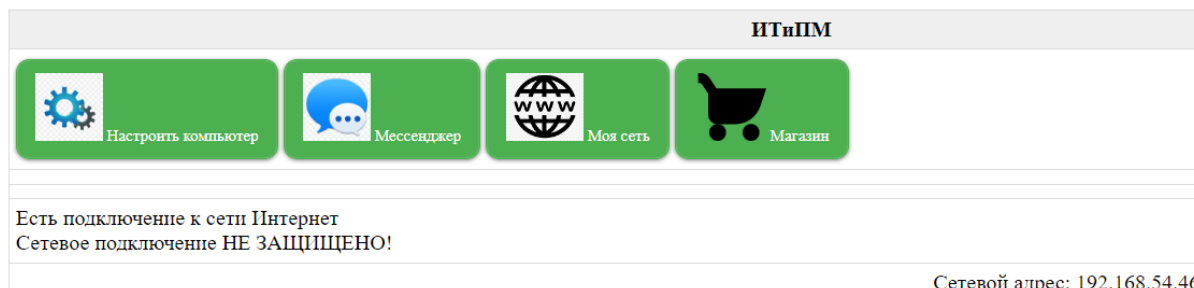 ИТиПМ
Настроить компьютер
Мессенджер
WWW
Моя сеть
Магазин
Есть подключение к сети Интернет
Сетевое подключение НЕ ЗАЩИЩЕНО!
Сетевой адрес: 192.168.54.46